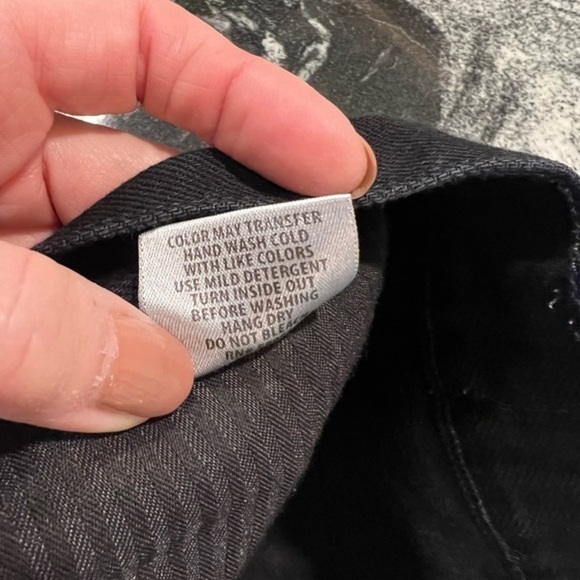 COLOR MAY TRANSFER
HAND WASH COLD
WITH LIKE COLORS
USE MILD DETERGENT
TURN INSIDE OUT
BEFORE WASHING
HANG DRY
DO NOT